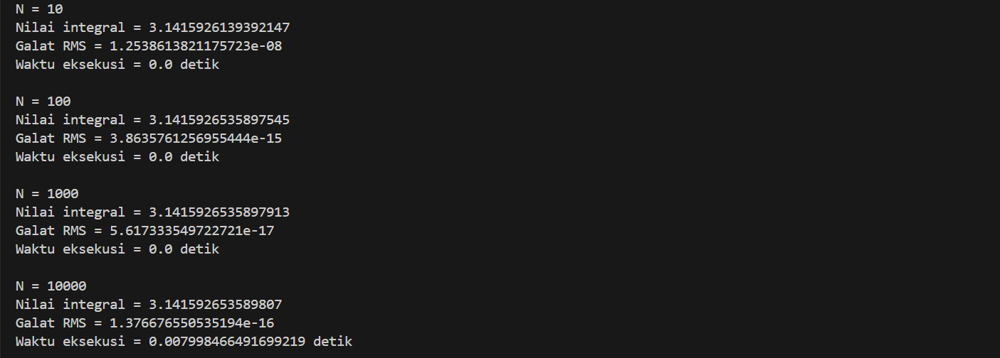 N = 10
Nilai integral = 3.1415926139392147
Galat RMS = 1.2538613821175723e-08
Waktu eksekusi = 0.0 detik
N = 100
Nilai integral = 3.1415926535897545
Galat RMS = 3.8635761256955444e-15
Waktu eksekusi = 0.0 detik
N = 1000
Nilai integral = 3.1415926535897913
Galat RMS = 5.617333549722721e-17
Waktu eksekusi = 0.0 detik
N = 10000
Nilai integral = 3.141592653589807
Galat RMS = 1.376676550535194e-16
Waktu eksekusi = 0.007998466491699219 detik